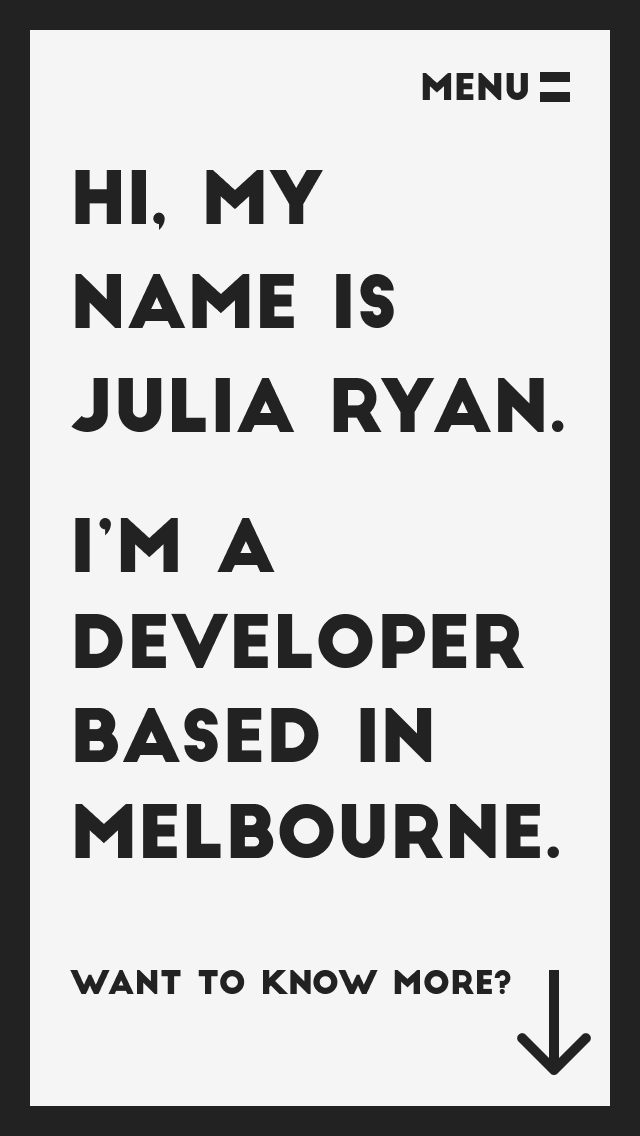 MENU
HI, MY
NAME IS
JULIA RYAN.
I’M A
DEVELOPER
BASED IN
MELBOURNE.
WANT TO KNOW MORE?